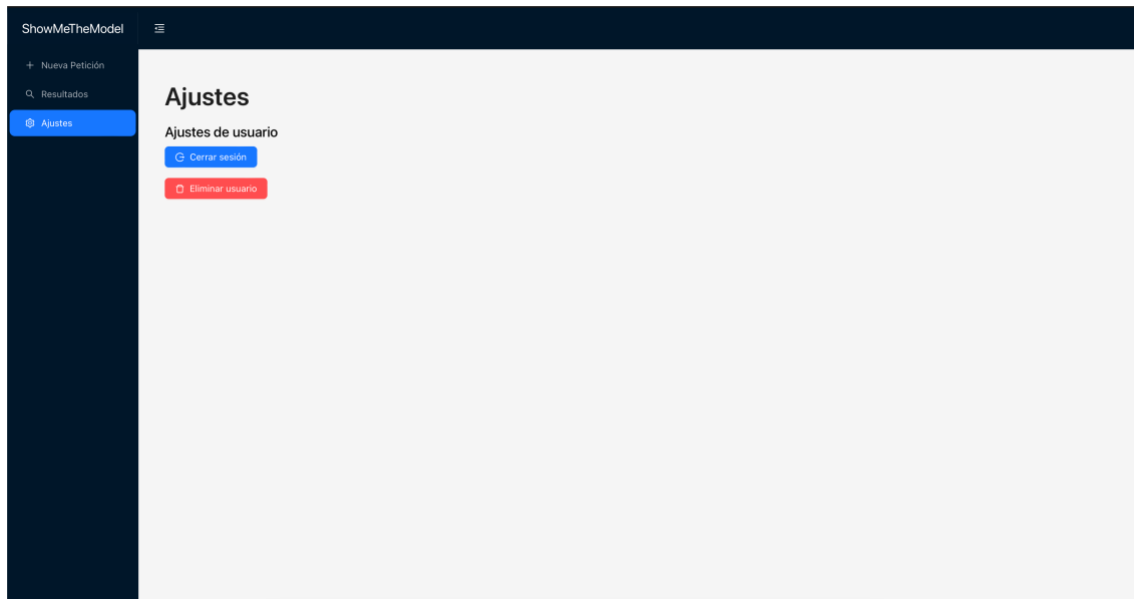 ShowMeTheModel
Nueva Petición
Resultados
Ajustes
Ajustes
Ajustes de usuario
Cerrar sesión
Eliminar usuario